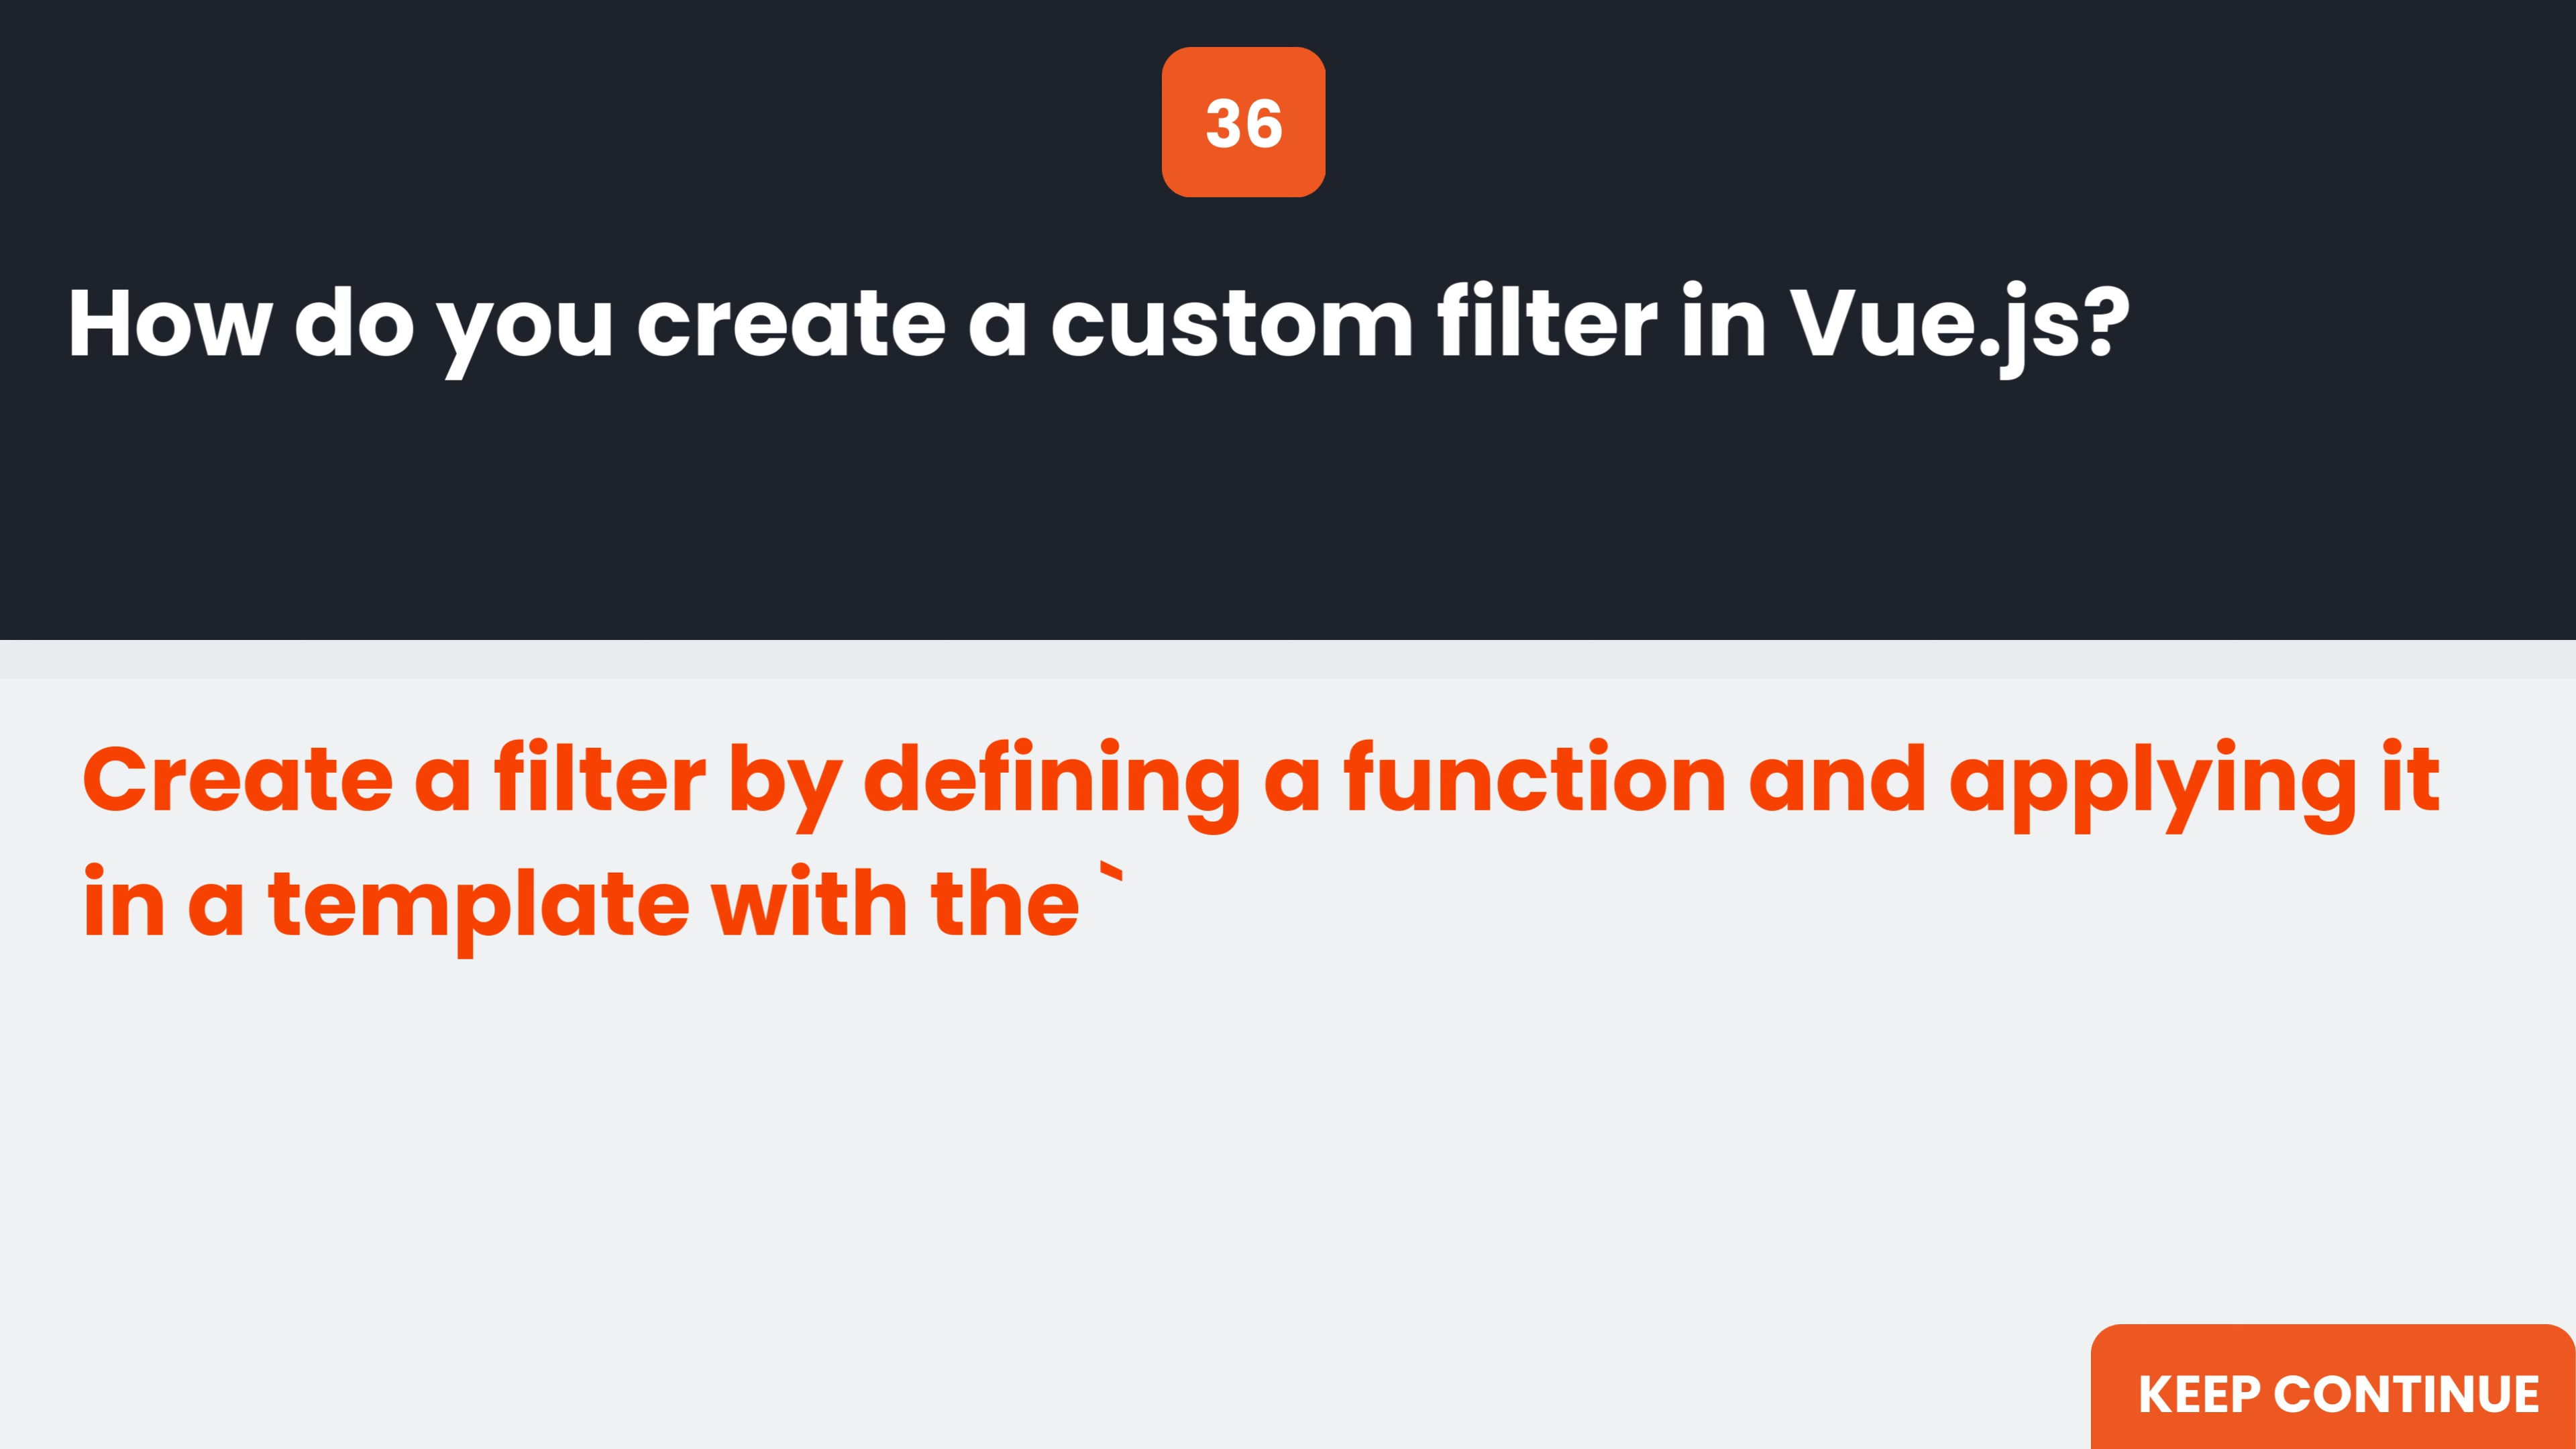 36
How do you create a custom filter in Vue.js?
Create a filter by defining a function and applying it
in a template with the `
KEEP CONTINUE